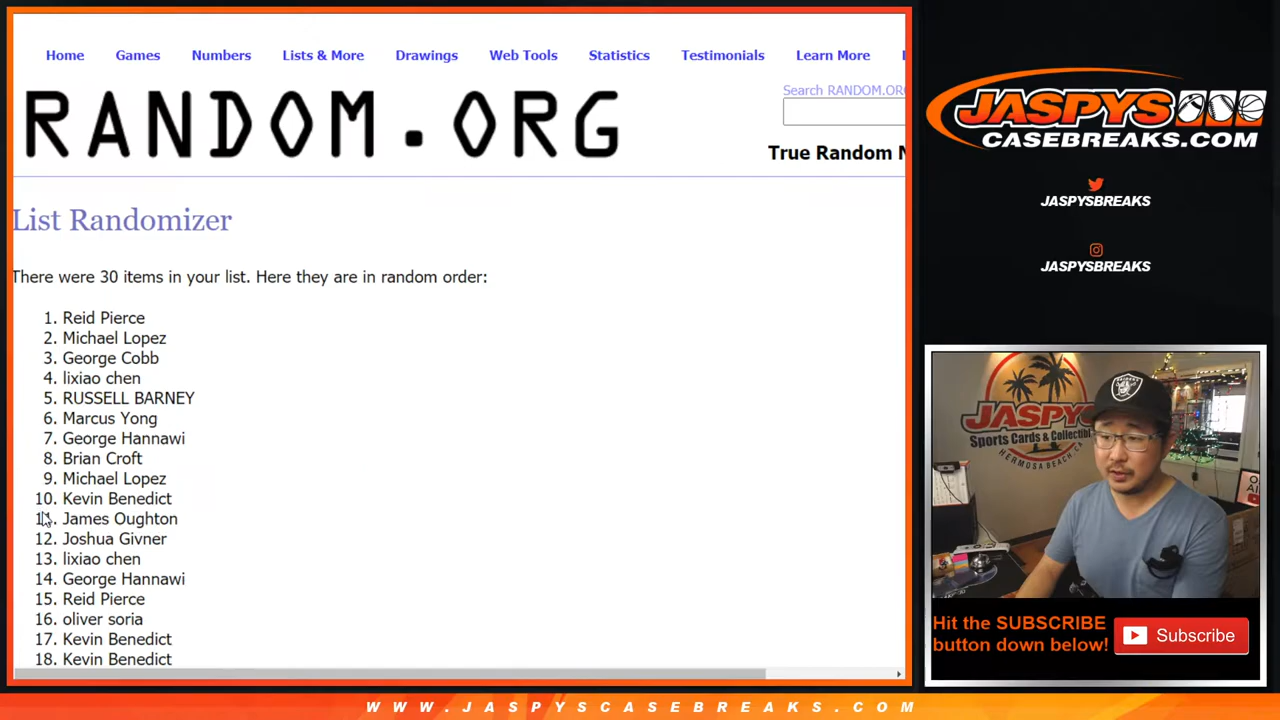 Home Games Numbers Lists & More Drawings Web Tools Statistics Testimonials Learn More
Search RANDOM.OR
RANDOM.ORG
True Random
List Randomizer
There were 30 items in your list. Here they are in random order:
1. Reid Pierce
2. Michael Lopez
3. George Cobb
4. lixiao chen
5. RUSSELL BARNEY
6. Marcus Yong
7. George Hannawi
8. Brian Croft
9. Michael Lopez
10. Kevin Benedict
11. James Oughton
12. Joshua Givner
13. lixiao chen
14. George Hannawi
15. Reid Pierce
16. oliver soria
17. Kevin Benedict
18. Kevin Benedict
JASPYS
CASEBREAKS.COM
JASPYSBREAKS
JASPYSBREAKS
JASPYS
Sports Cards & Collectibl
HERMOSA BEACH, CA
Hit the SUBSCRIBE
button down below!
Subscribe
WWW.JASPYSCASEBREAKS.COM